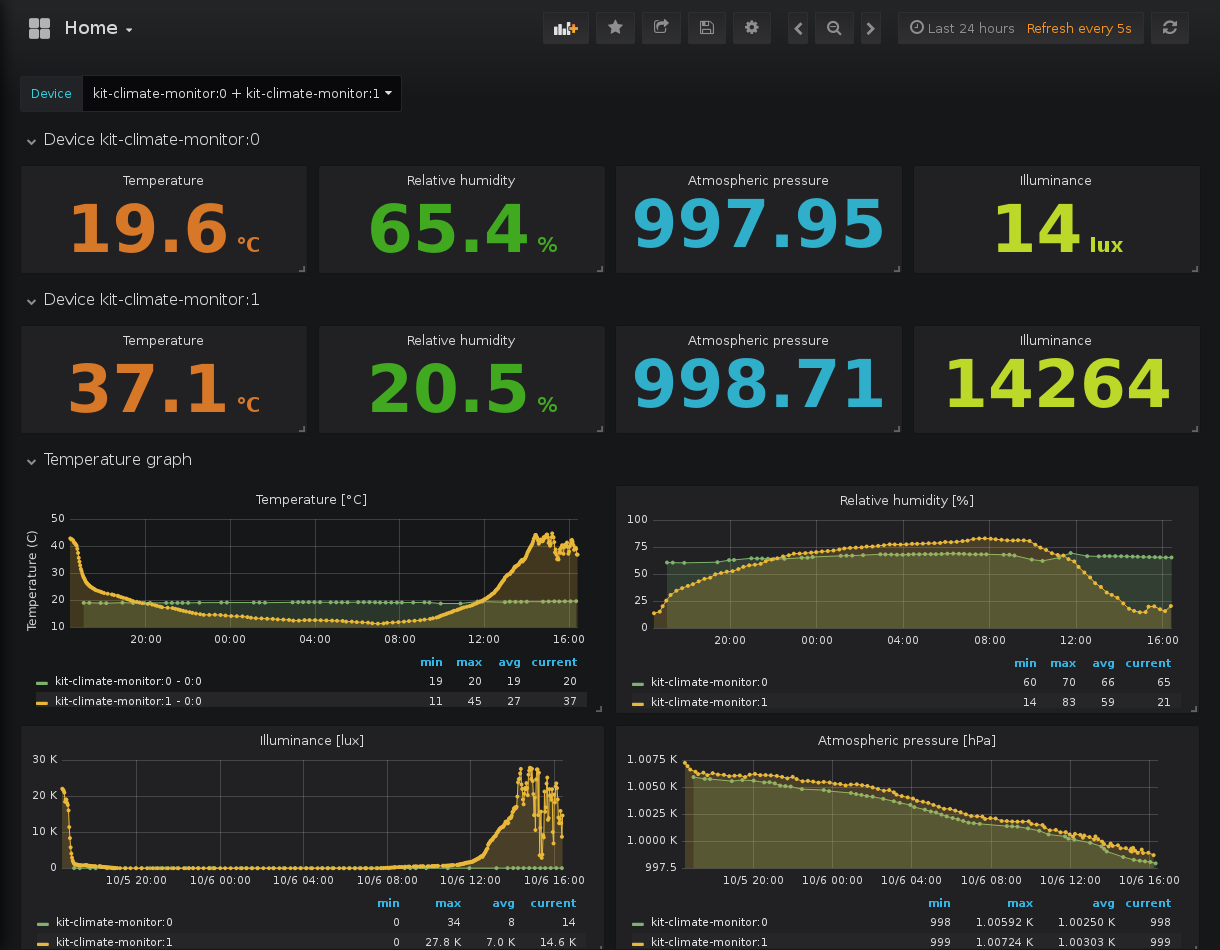 Home
Last 24 hours Refresh every 5s
Device kit-climate-monitor:0 + kit-climate-monitor:1
Device kit-climate-monitor:0
Temperature Relative humidity Atmospheric pressure Illuminance
19.6 °C 65.4 % 997.95 14 lux
Device kit-climate-monitor:1
Temperature Relative humidity Atmospheric pressure Illuminance
37.1 °C 20.5 % 998.71 14264
Temperature graph
Temperature [°C]
Temperature (C)
50
40
30
20
10
20:00 00:00 04:00 08:00 12:00 16:00
min max avg current
kit-climate-monitor:0 - 0:0 19 20 19 20
kit-climate-monitor:1 - 0:0 11 45 27 37
Relative humidity [%]
100
75
50
25
0
20:00 00:00 04:00 08:00 12:00 16:00
min max avg current
kit-climate-monitor:0 60 70 66 65
kit-climate-monitor:1 14 83 59 21
Illuminance [lux]
30 K
20 K
10 K
0
10/5 20:00 10/6 00:00 10/6 04:00 10/6 08:00 10/6 12:00 10/6 16:00
min max avg current
kit-climate-monitor:0 0 34 8 14
kit-climate-monitor:1 0 27.8 K 7.0 K 14.6 K
Atmospheric pressure [hPa]
1.0075 K
1.0050 K
1.0025 K
1.0000 K
997.5
10/5 20:00 10/6 00:00 10/6 04:00 10/6 08:00 10/6 12:00 10/6 16:00
min max avg current
kit-climate-monitor:0 998 1.00592 K 1.00250 K 998
kit-climate-monitor:1 999 1.00724 K 1.00303 K 999